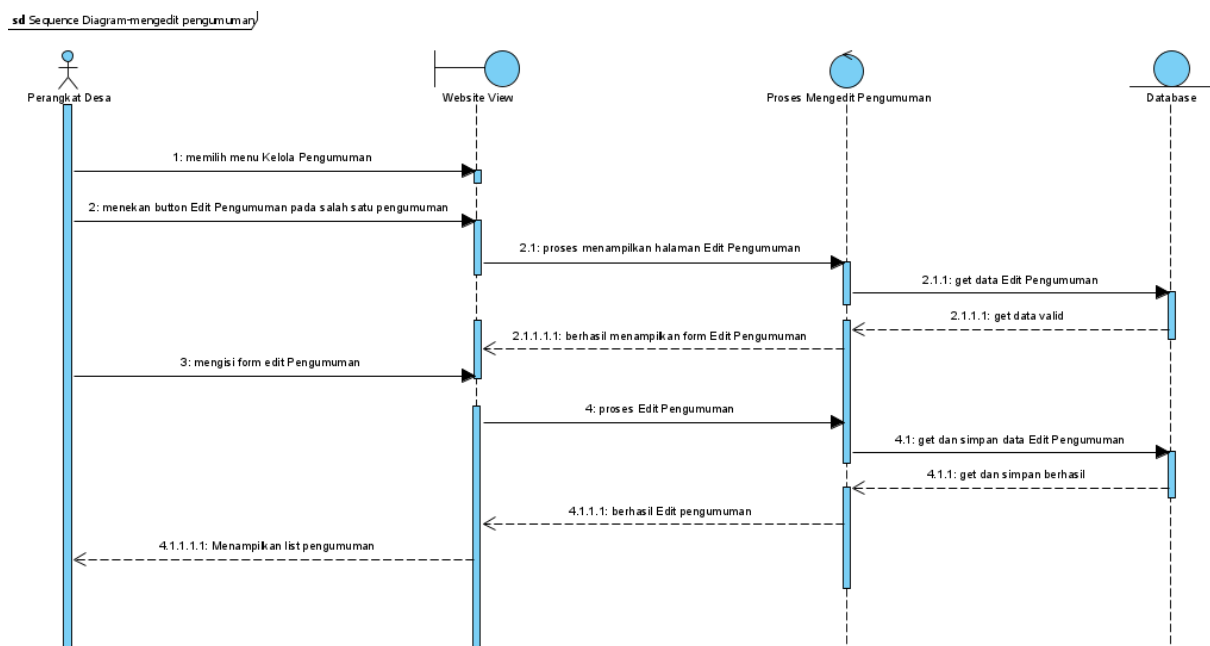 sd Sequence Diagram-mengedit pengumuman
Perangkat Desa
Website View
Proses Mengedit Pengumuman
Database
1: memilih menu Kelola Pengumuman
2: menekan button Edit Pengumuman pada salah satu pengumuman
2.1: proses menampilkan halaman Edit Pengumuman
2.1.1: get data Edit Pengumuman
2.1.1.1: get data valid
2.1.1.1.1: berhasil menampilkan form Edit Pengumuman
3: mengisi form edit Pengumuman
4: proses Edit Pengumuman
4.1: get dan simpan data Edit Pengumuman
4.1.1: get dan simpan berhasil
4.1.1.1: berhasil Edit pengumuman
4.1.1.1.1: Menampilkan list pengumuman